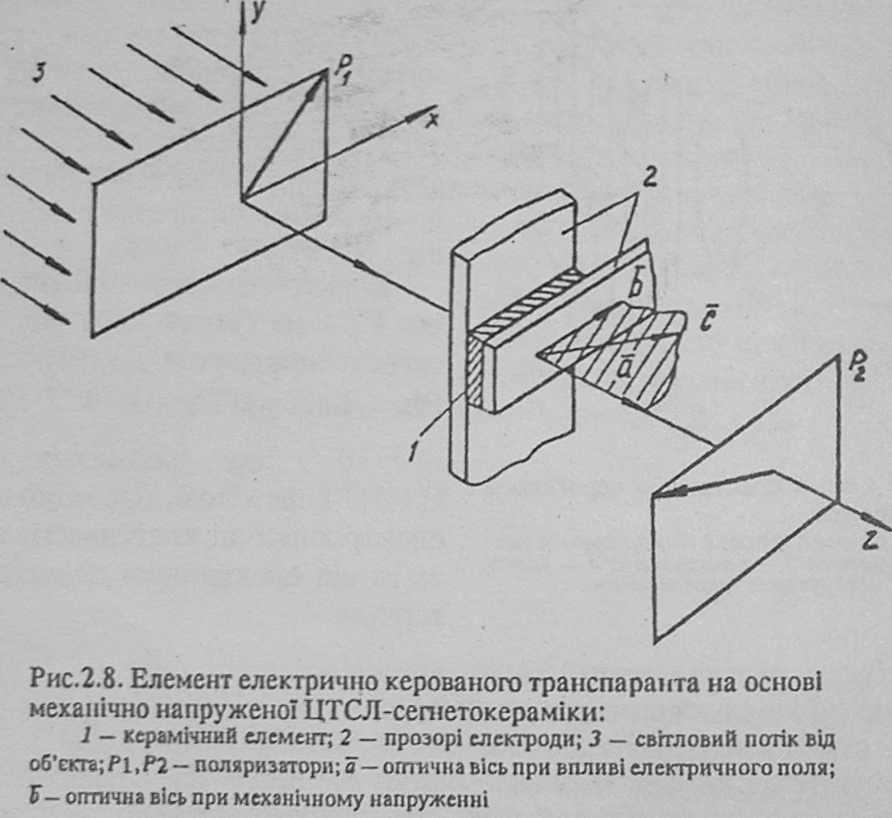 y
3
P1
x
2
Б̄
c̄
ā
P2
1
z
Рис.2.8. Елемент електрично керованого транспаранта на основі
механічно напруженої ЦТСЛ-сегнетокераміки:
1 — керамічний елемент; 2 — прозорі електроди; 3 — світловий потік від
об’єкта; P1, P2 — поляризатори; ā — оптична вісь при впливі електричного поля;
Б̄ — оптична вісь при механічному напруженні